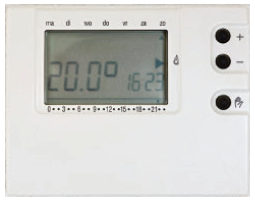 ma di wo do vr za zo
20.0° 16:23
0••3••6••9••12••15••18••21••
+
-